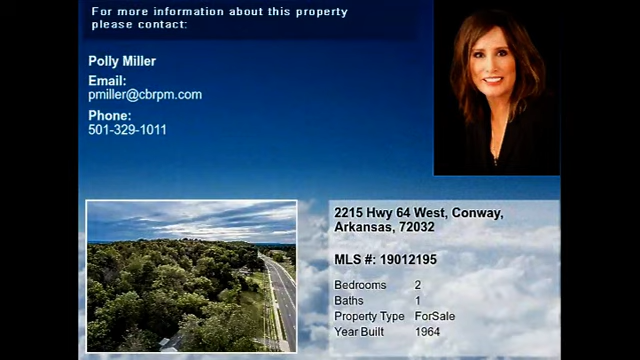 For more information about this property
please contact:
Polly Miller
Email:
pmiller@cbrpm.com
Phone:
501-329-1011
2215 Hwy 64 West, Conway,
Arkansas, 72032
MLS #: 19012195
Bedrooms 2
Baths 1
Property Type ForSale
Year Built 1964